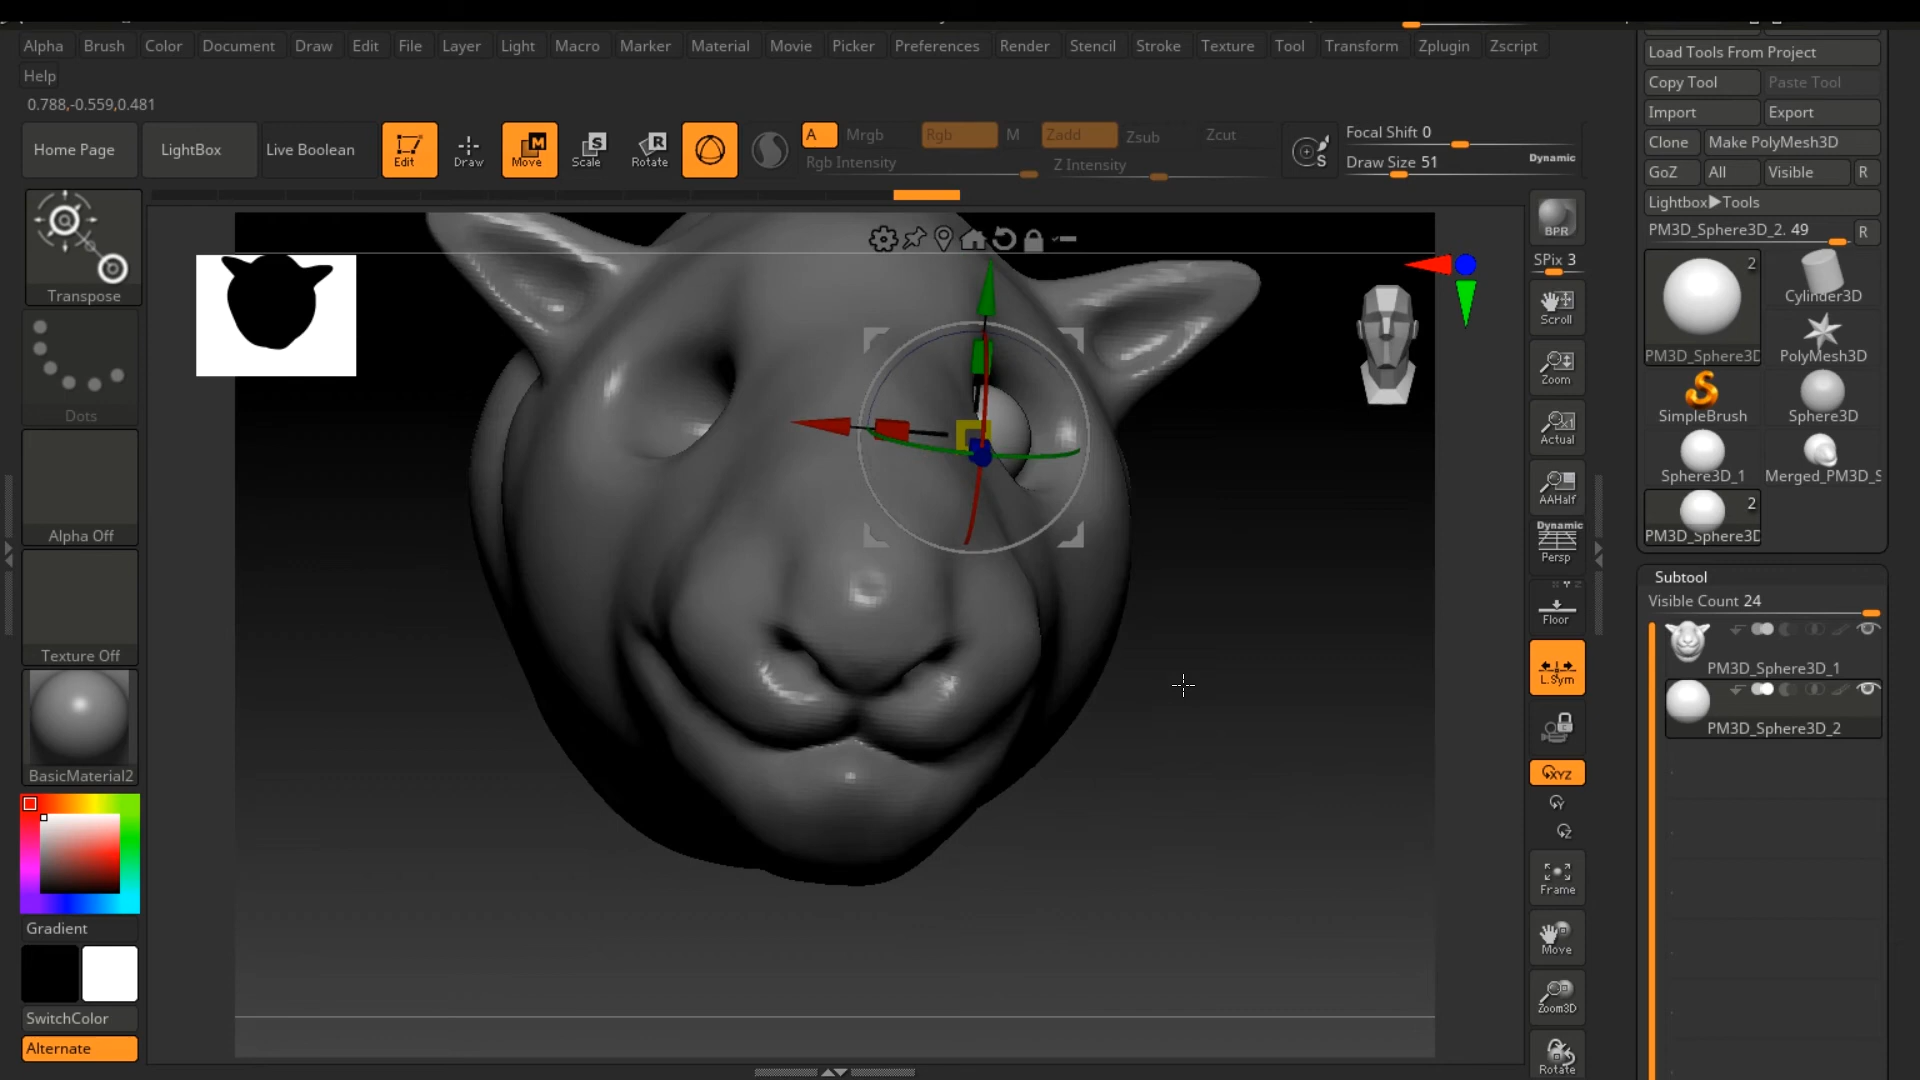 Alpha Brush Color Document Draw Edit File Layer Light Macro Marker Material Movie Picker Preferences Render Stencil Stroke Texture Tool Transform Zplugin Zscript
Help
0.788,-0.559,0.481
Home Page LightBox Live Boolean Edit Draw Move Scale Rotate A Mrgb Rgb M Zadd Zsub Zcut
Rgb Intensity Z Intensity
S
Focal Shift 0
Draw Size 51 Dynamic
Transpose
Dots
Alpha Off
Texture Off
BasicMaterial2
Gradient
SwitchColor
Alternate
BPR
SPix 3
Scroll
Zoom
Actual
AAHalf
Dynamic
Persp
Floor
L.Sym
XYZ
Y
Z
Frame
Move
Zoom3D
Rotate
Load Tools From Project
Copy Tool Paste Tool
Import Export
Clone Make PolyMesh3D
GoZ All Visible R
Lightbox▶Tools
PM3D_Sphere3D_2. 49 R
2
Cylinder3D
PM3D_Sphere3D PolyMesh3D
SimpleBrush Sphere3D
Sphere3D_1 Merged_PM3D_S
2
PM3D_Sphere3D
Subtool
Visible Count 24
PM3D_Sphere3D_1
PM3D_Sphere3D_2